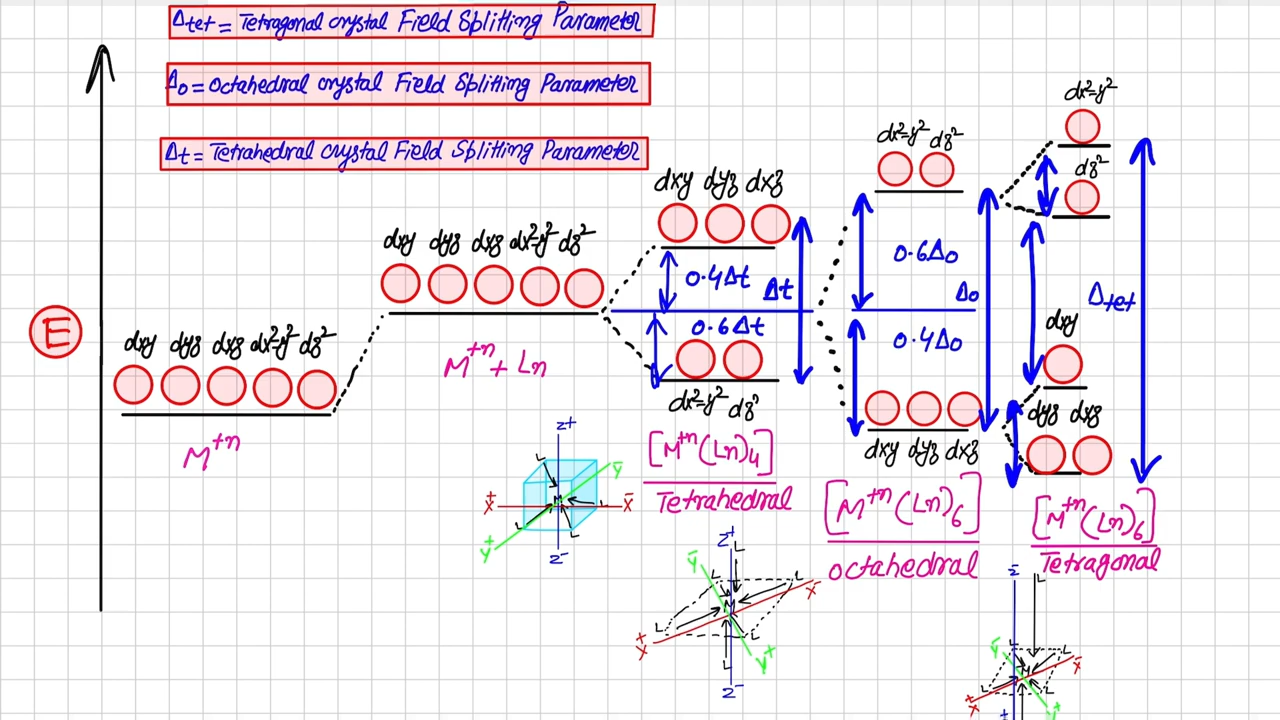 Δtet = Tetragonal crystal Field Splitting Parameter
Δo = Octahedral crystal Field Splitting Parameter
Δt = Tetrahedral crystal Field Splitting Parameter
E
dxy dyz dxz dx²-y² dz²
M⁺ⁿ
dxy dyz dxz dx²-y² dz²
M⁺ⁿ + Ln
dxy dyz dxz
0.4Δt
Δt
0.6Δt
dx²-y² dz²
[M⁺ⁿ(Ln)4]
Tetrahedral
dx²-y² dz²
0.6Δo
Δo
0.4Δo
dxy dyz dxz
[M⁺ⁿ(Ln)6]
octahedral
dx²-y²
dz²
Δtet
dxy
dyz dxz
[M⁺ⁿ(Ln)6]
Tetragonal
Z⁺
L
Y⁻
X⁺
M
L
X⁻
L
L
Y⁺
Z⁻
Z⁺
L
Y⁻
L
L
X⁻
M
L
L
X⁺
L
Y⁺
Z⁻
Z⁻
L
Y⁻
L
L
X⁻
M
L
L
X⁺
Y⁺